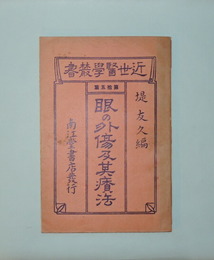 近世醫學叢書
堤友久編
眼の外傷及其療法
南江堂書店發行